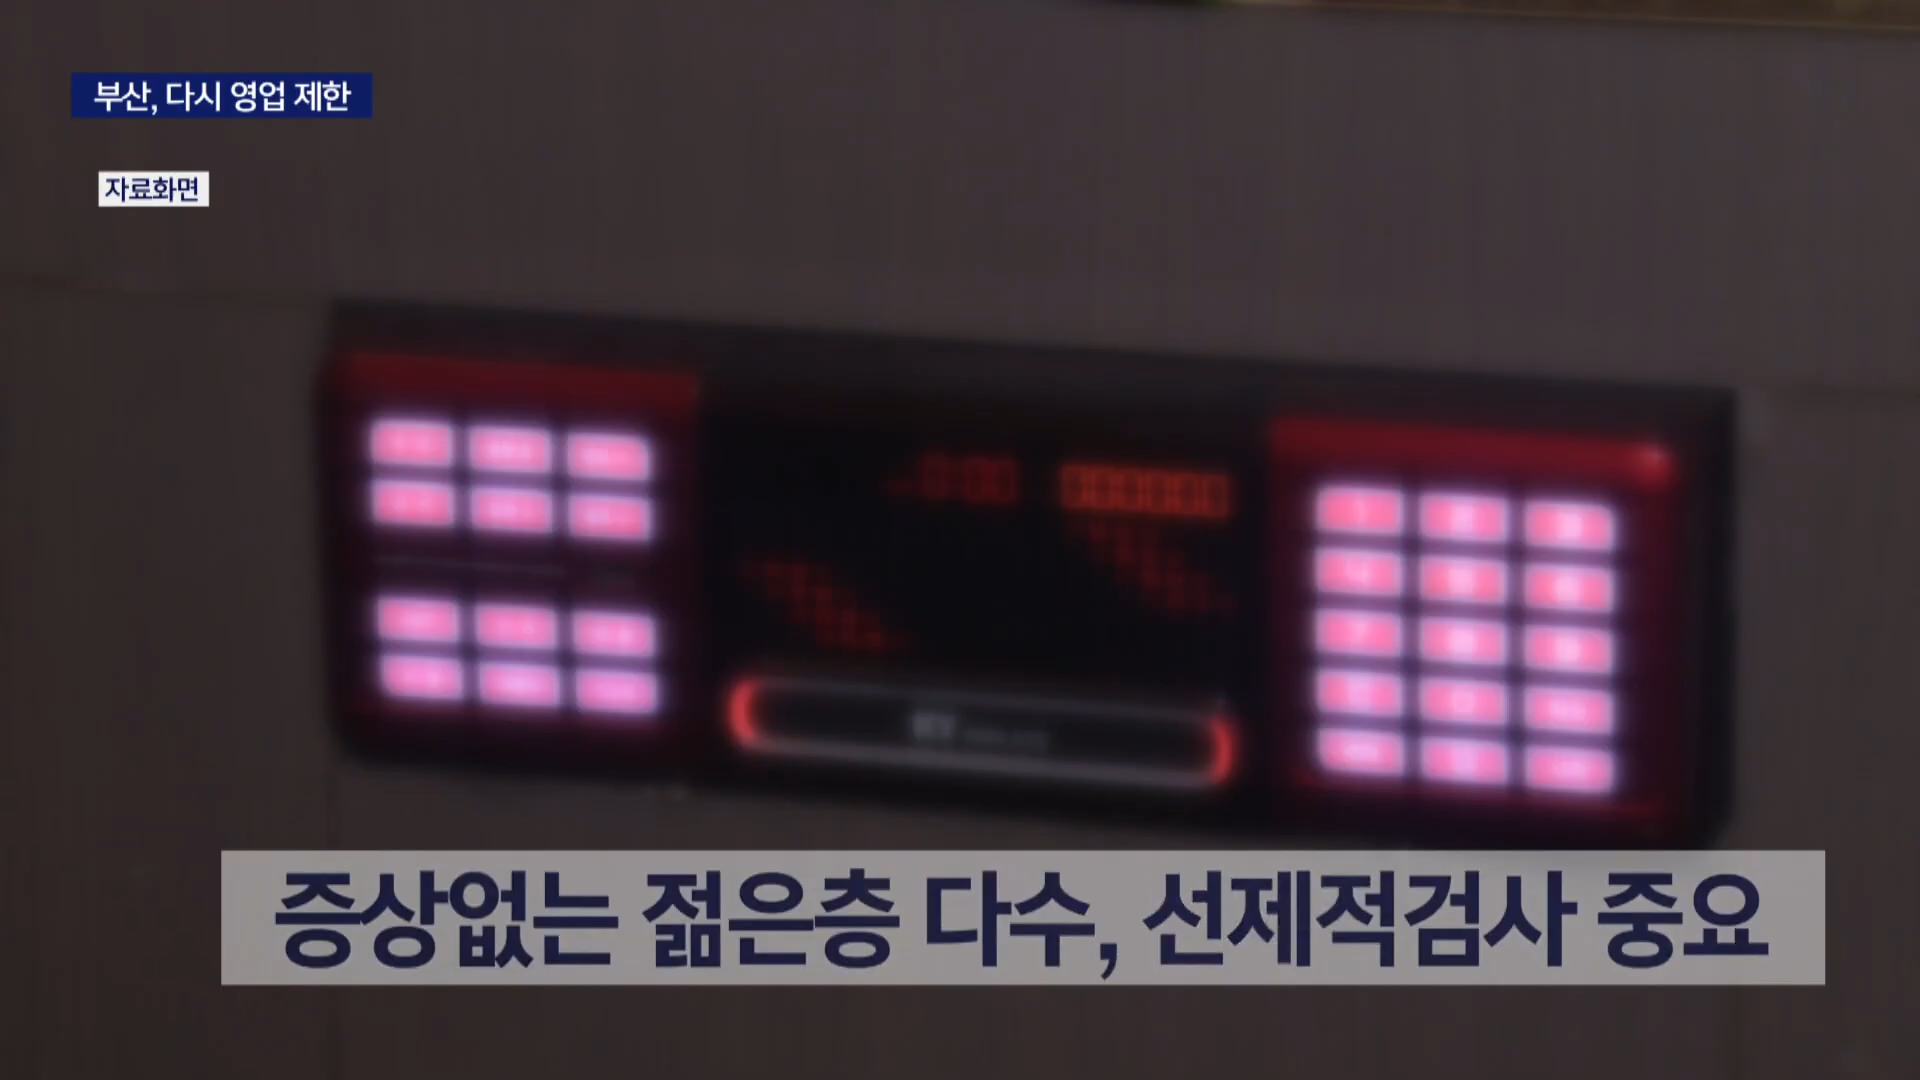 부산, 다시 영업 제한
자료화면
증상없는 젊은층 다수, 선제적검사 중요